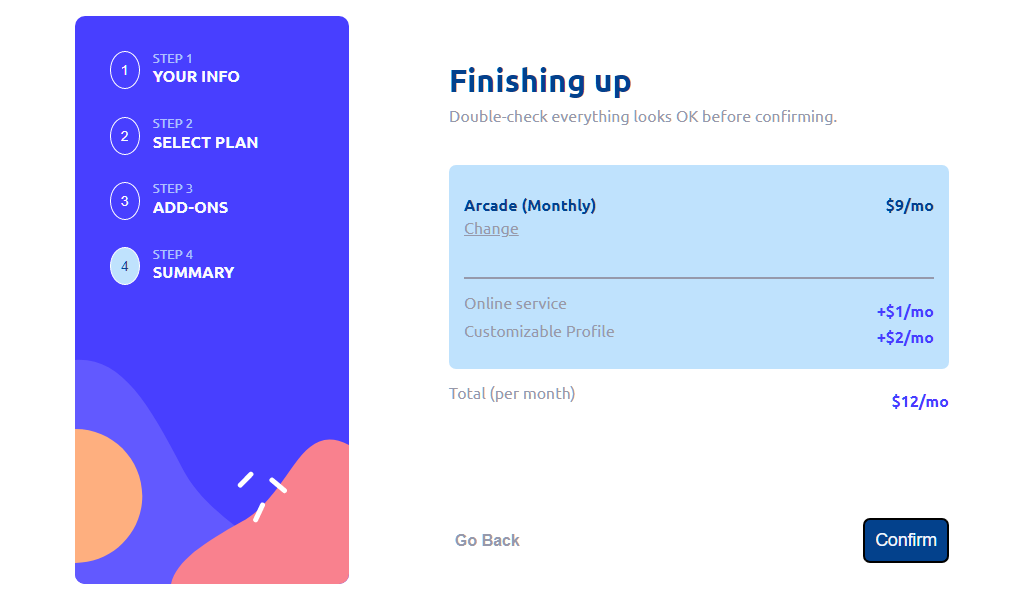 1
STEP 1
YOUR INFO
2
STEP 2
SELECT PLAN
3
STEP 3
ADD-ONS
4
STEP 4
SUMMARY
Finishing up
Double-check everything looks OK before confirming.
Arcade (Monthly) $9/mo
Change
Online service +$1/mo
Customizable Profile +$2/mo
Total (per month) $12/mo
Go Back Confirm